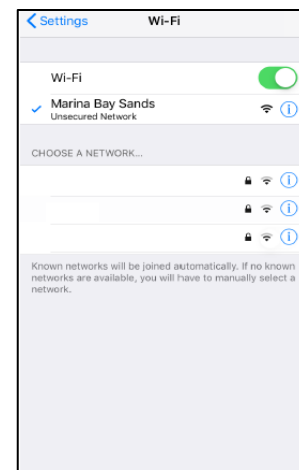 Settings
Wi-Fi
Wi-Fi
Marina Bay Sands
Unsecured Network
CHOOSE A NETWORK...
Known networks will be joined automatically. If no known
networks are available, you will have to manually select a
network.